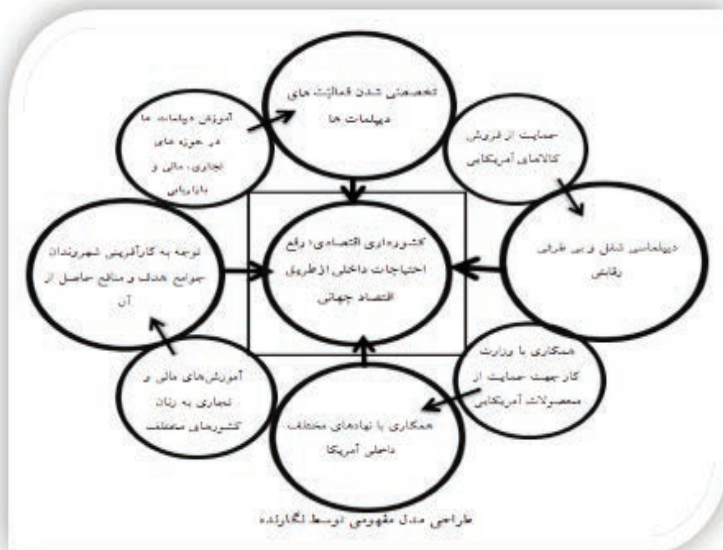 تخصصی شدن فعالیت های
دیپلمات ها
آموزش دیپلمات ها
در حوزه های
تجاری، مالی و
بازاریابی
حمایت از فروش
کالاهای آمریکایی
توجه به کارآفرینی شهروندان
جوامع هدف و منافع حاصل از
آن
کشورداری اقتصادی؛ رفع
احتیاجات داخلی از طریق
اقتصاد جهانی
دیپلماسی شغل و بی طرفی
رقابتی
آموزش‌های مالی و
تجاری به زنان
کشورهای مختلف
همکاری با وزارت
کار جهت حمایت از
محصولات آمریکایی
همکاری با نهادهای مختلف
داخلی آمریکا
طراحی مدل مفهومی توسط نگارنده